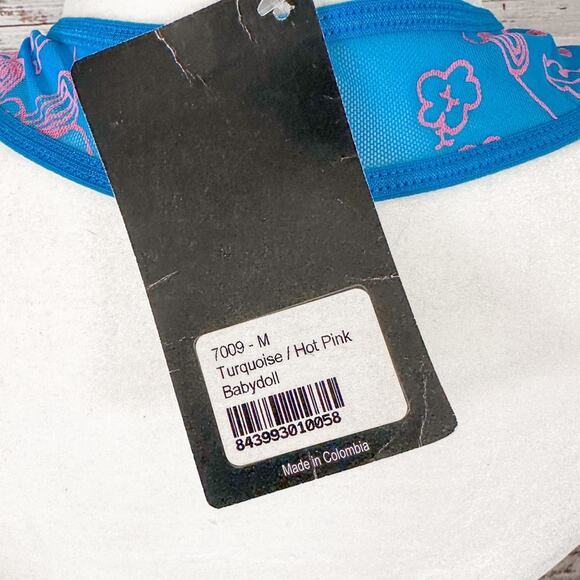 7009 - M
Turquoise / Hot Pink
Babydoll
843993010058
Made in Colombia